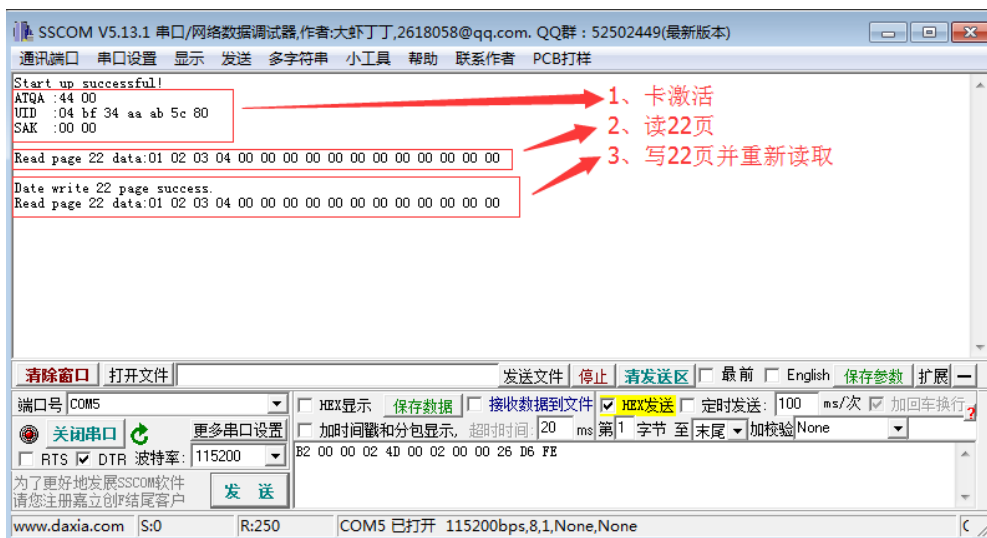 SSCOM V5.13.1 串口/网络数据调试器,作者:大虾丁丁,2618058@qq.com. QQ群：52502449(最新版本)
通讯端口 串口设置 显示 发送 多字符串 小工具 帮助 联系作者 PCB打样
Start up successful!
ATQA :44 00
UID :04 bf 34 aa ab 5c 80
SAK :00 00
1、卡激活
2、读22页
3、写22页并重新读取
Read page 22 data:01 02 03 04 00 00 00 00 00 00 00 00 00 00 00 00
Date write 22 page success.
Read page 22 data:01 02 03 04 00 00 00 00 00 00 00 00 00 00 00 00
清除窗口 打开文件 发送文件 停止 清发送区 最前 English 保存参数 扩展 —
端口号 COM5 HEX显示 保存数据 接收数据到文件 HEX发送 定时发送: 100 ms/次 加回车换行
关闭串口 更多串口设置 加时间戳和分包显示, 超时时间: 20 ms 第 1 字节 至 末尾 加校验 None ?
RTS DTR 波特率: 115200
B2 00 00 02 4D 00 02 00 00 26 D6 FE
为了更好地发展SSCOM软件
请您注册嘉立创F结尾客户
发 送
www.daxia.com S:0 R:250 COM5 已打开 115200bps,8,1,None,None